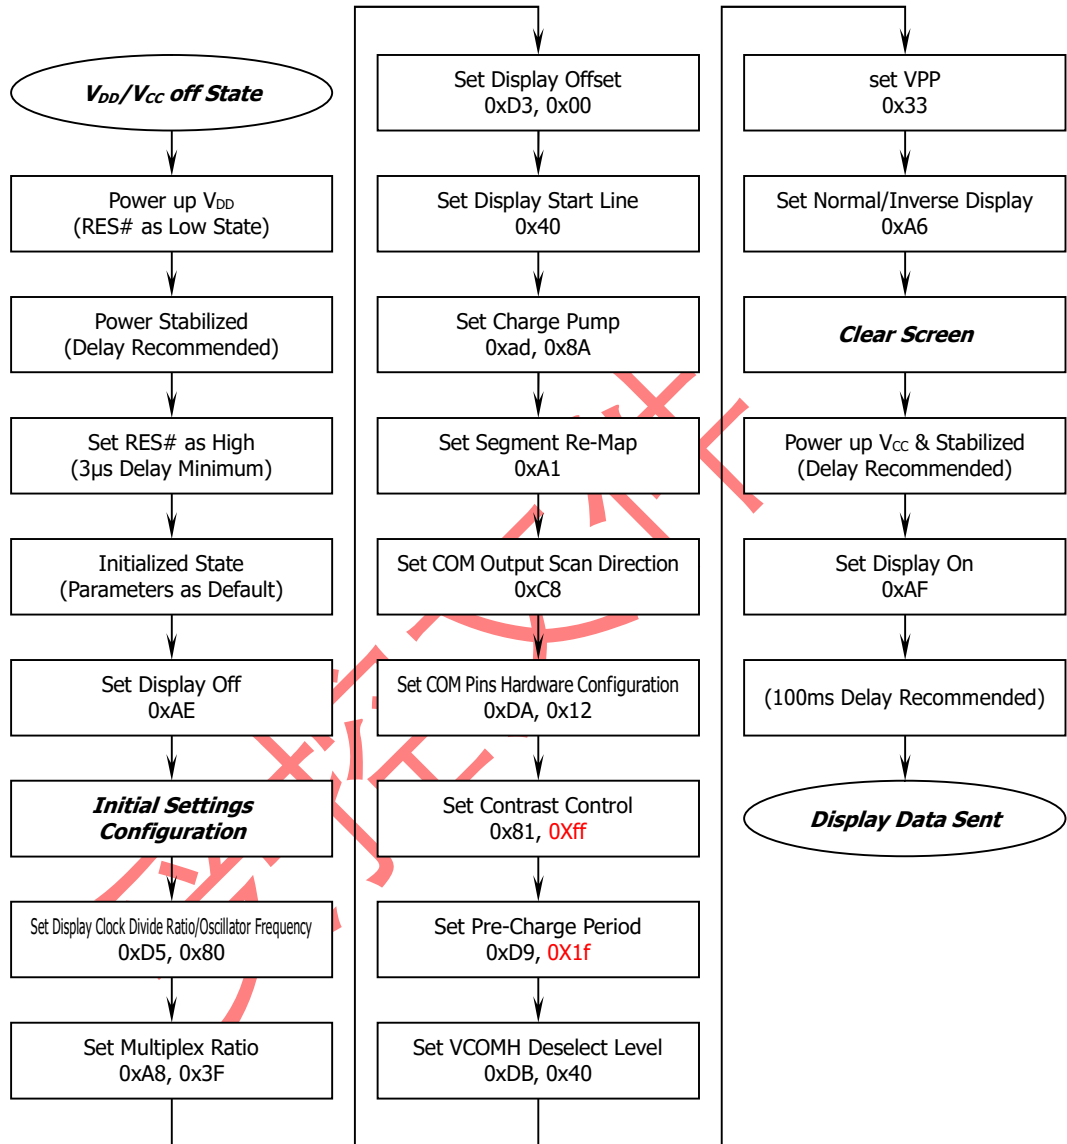 VDD/VCC off State
Power up VDD
(RES# as Low State)
Power Stabilized
(Delay Recommended)
Set RES# as High
(3μs Delay Minimum)
Initialized State
(Parameters as Default)
Set Display Off
0xAE
Initial Settings
Configuration
Set Display Clock Divide Ratio/Oscillator Frequency
0xD5, 0x80
Set Multiplex Ratio
0xA8, 0x3F
Set Display Offset
0xD3, 0x00
Set Display Start Line
0x40
Set Charge Pump
0xad, 0x8A
Set Segment Re-Map
0xA1
Set COM Output Scan Direction
0xC8
Set COM Pins Hardware Configuration
0xDA, 0x12
Set Contrast Control
0x81, 0Xff
Set Pre-Charge Period
0xD9, 0X1f
Set VCOMH Deselect Level
0xDB, 0x40
set VPP
0x33
Set Normal/Inverse Display
0xA6
Clear Screen
Power up VCC & Stabilized
(Delay Recommended)
Set Display On
0xAF
(100ms Delay Recommended)
Display Data Sent